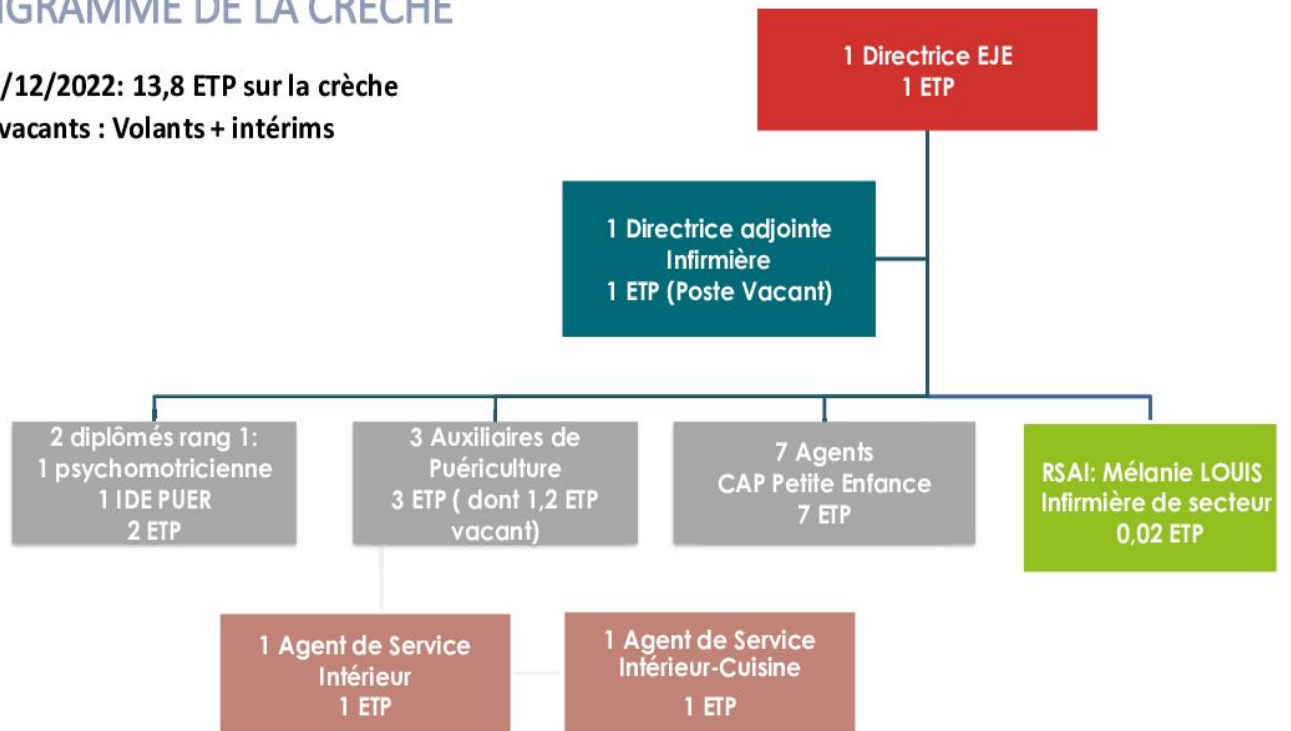 IGRAMME DE LA CRÈCHE
/12/2022: 13,8 ETP sur la crèche
vacants : Volants + intérims
1 Directrice EJE
1 ETP
1 Directrice adjointe
Infirmière
1 ETP (Poste Vacant)
2 diplômés rang 1:
1 psychomotricienne
1 IDE PUER
2 ETP
3 Auxiliaires de
Puériculture
3 ETP ( dont 1,2 ETP
vacant)
7 Agents
CAP Petite Enfance
7 ETP
RSAI: Mélanie LOUIS
Infirmière de secteur
0,02 ETP
1 Agent de Service
Intérieur
1 ETP
1 Agent de Service
Intérieur-Cuisine
1 ETP